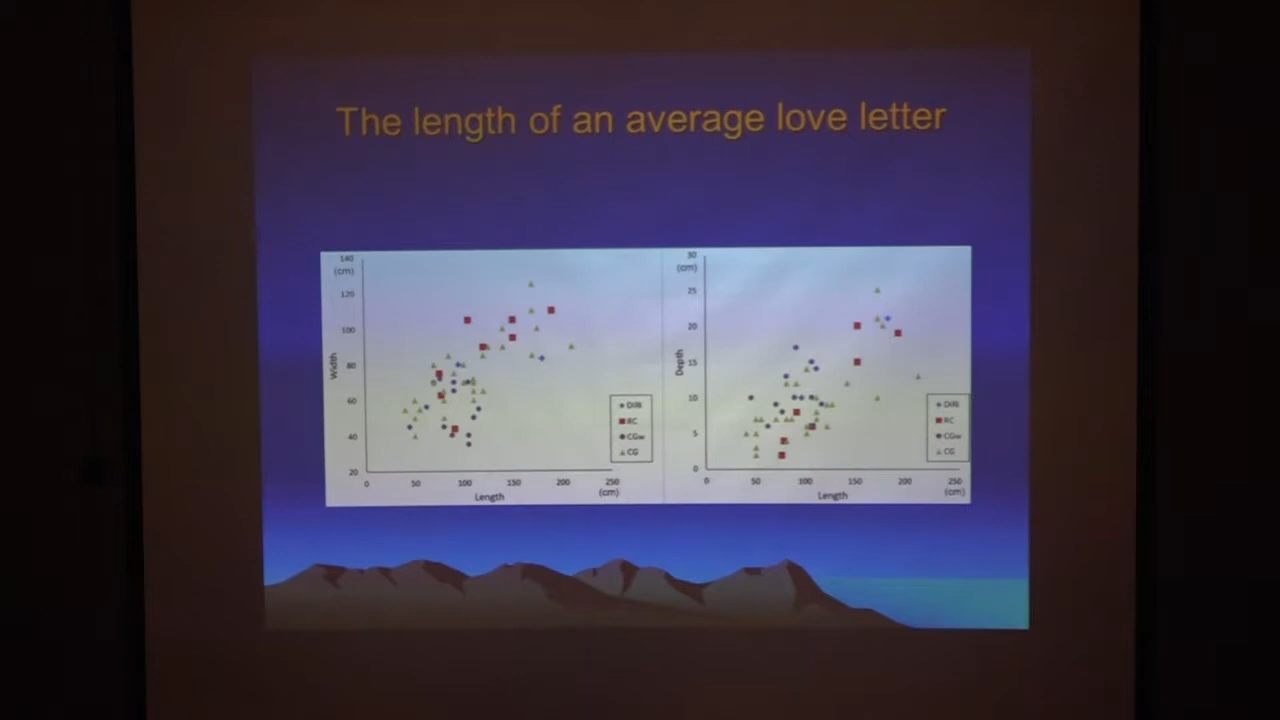 The length of an average love letter
140
(cm)
120
100
80
60
40
20
Width
0
50
100
150
200
250
(cm)
Length
RC
CGw
CG
30
(cm)
25
20
15
10
5
0
Depth
0
50
100
150
200
250
(cm)
Length
RC
CGw
CG